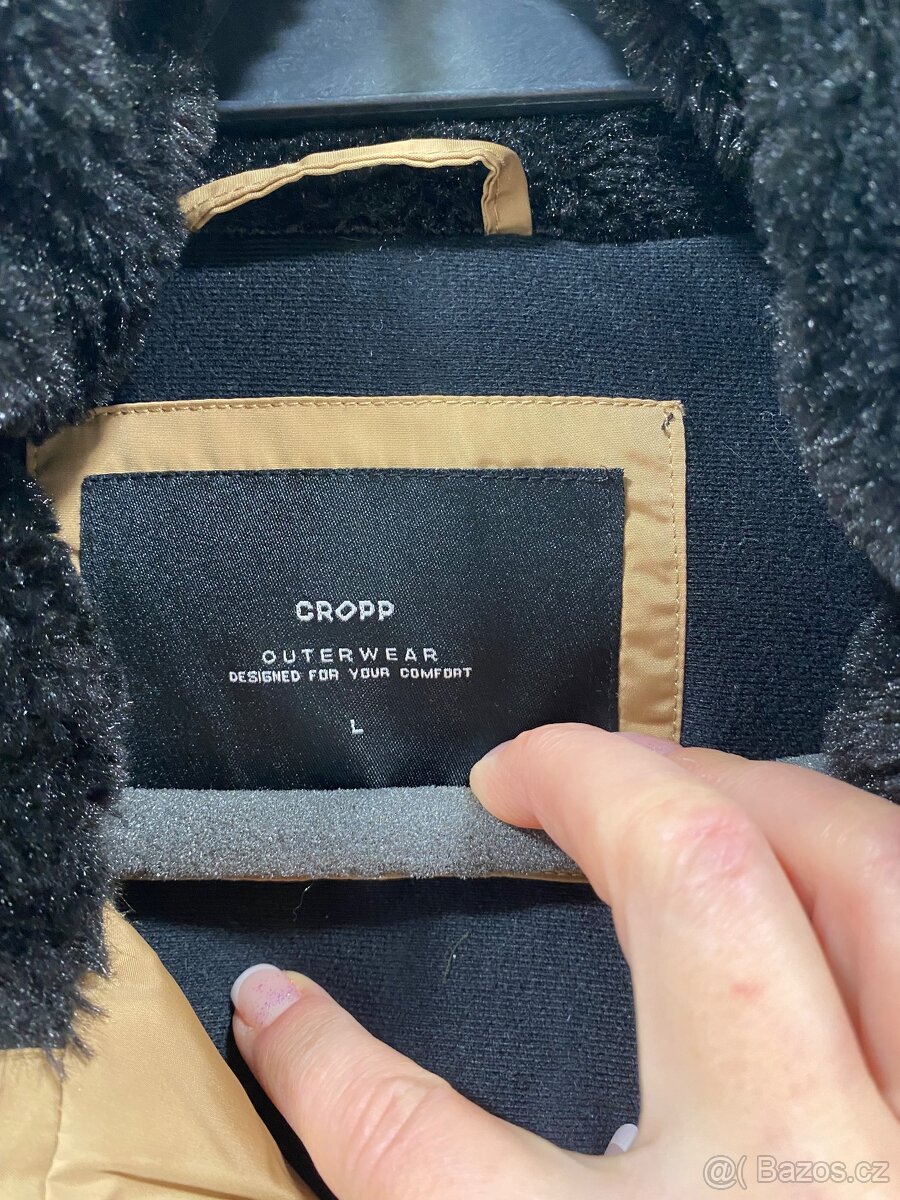 CROPP
OUTERWEAR
DESIGNED FOR YOUR COMFORT
L
@( Bazos.cz